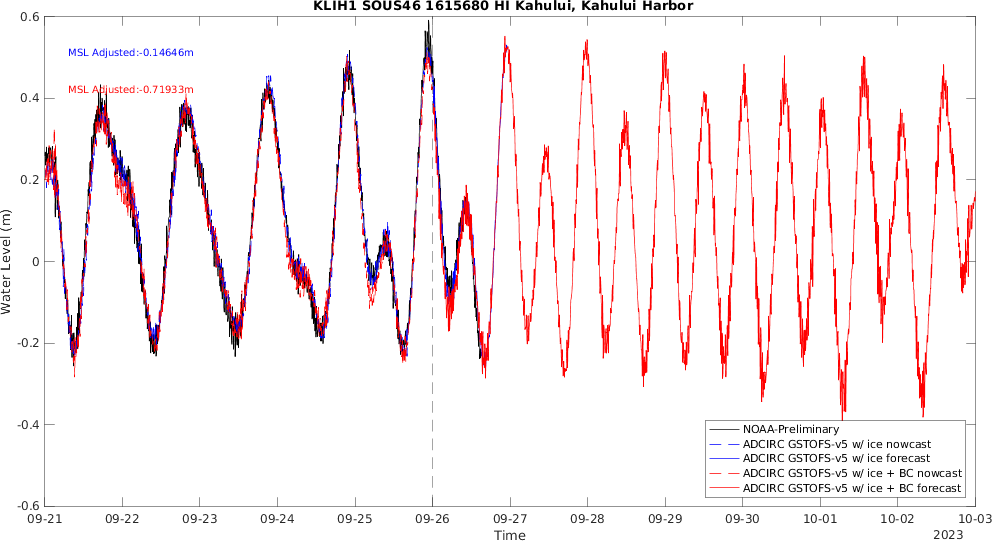 KLIH1 SOUS46 1615680 HI Kahului, Kahului Harbor
MSL Adjusted:-0.14646m
MSL Adjusted:-0.71933m
Water Level (m)
0.6
0.4
0.2
0
-0.2
-0.4
-0.6
NOAA-Preliminary
ADCIRC GSTOFS-v5 w/ ice nowcast
ADCIRC GSTOFS-v5 w/ ice forecast
ADCIRC GSTOFS-v5 w/ ice + BC nowcast
ADCIRC GSTOFS-v5 w/ ice + BC forecast
09-21 09-22 09-23 09-24 09-25 09-26 09-27 09-28 09-29 09-30 10-01 10-02 10-03
Time
2023